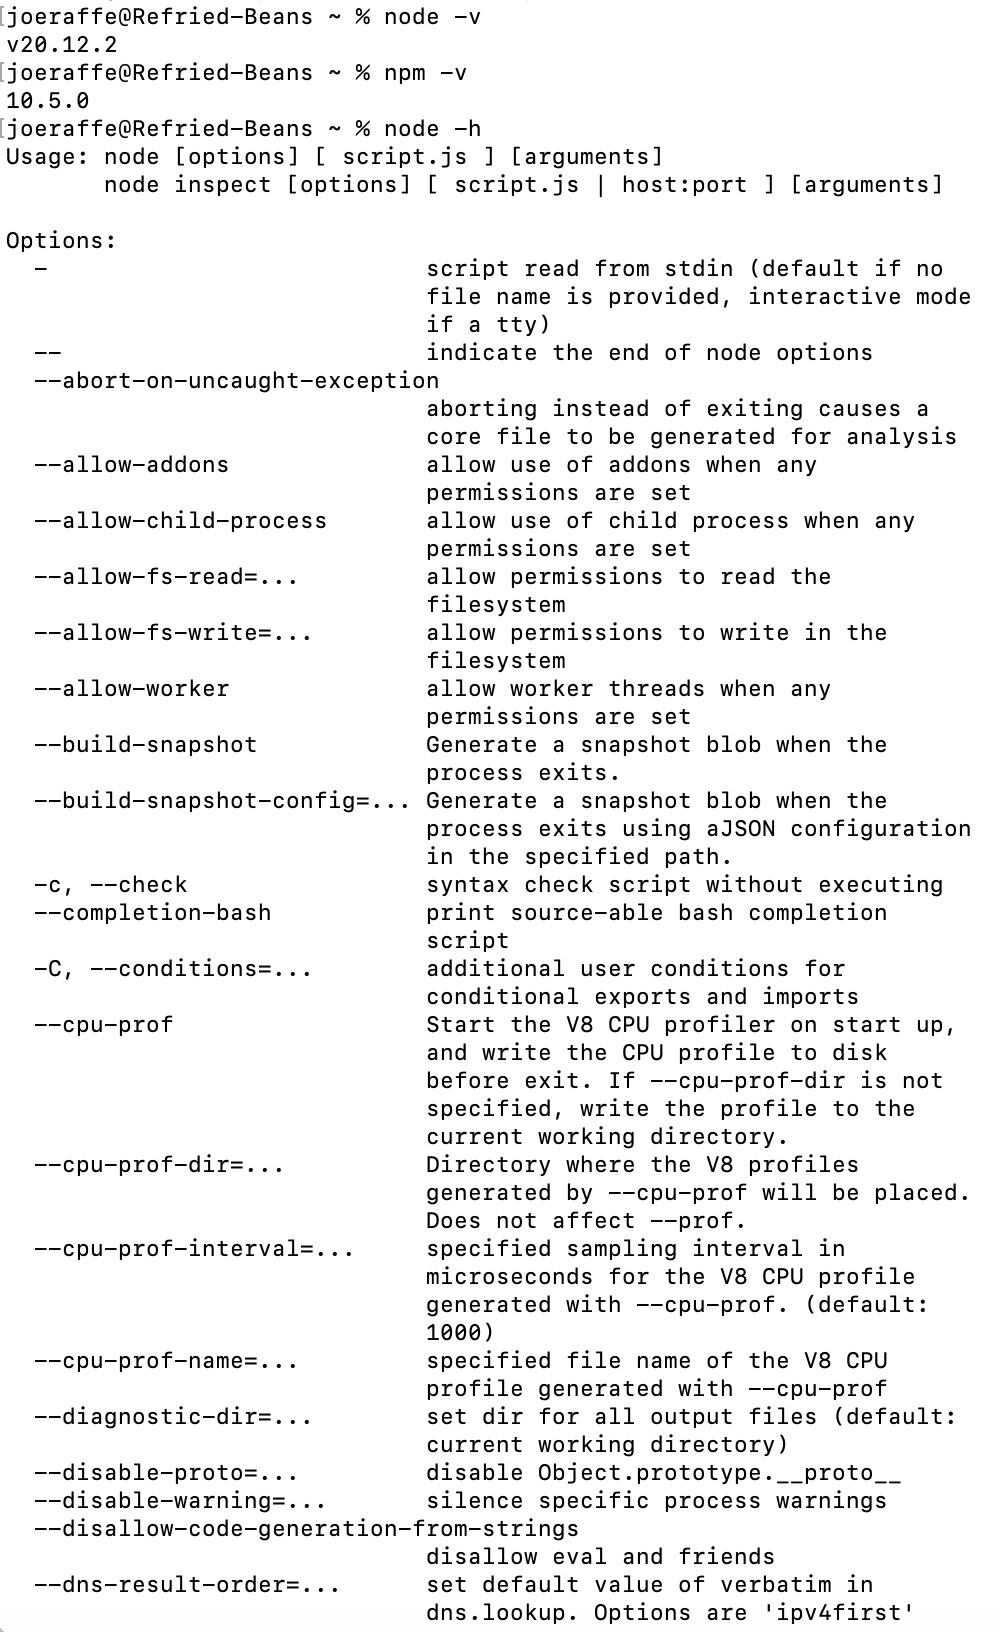 [joeraffe@Refried-Beans ~ % node -v
v20.12.2
[joeraffe@Refried-Beans ~ % npm -v
10.5.0
[joeraffe@Refried-Beans ~ % node -h
Usage: node [options] [ script.js ] [arguments]
       node inspect [options] [ script.js | host:port ] [arguments]

Options:
  -                           script read from stdin (default if no
                              file name is provided, interactive mode
                              if a tty)
  --                          indicate the end of node options
  --abort-on-uncaught-exception
                              aborting instead of exiting causes a
                              core file to be generated for analysis
  --allow-addons              allow use of addons when any
                              permissions are set
  --allow-child-process       allow use of child process when any
                              permissions are set
  --allow-fs-read=...         allow permissions to read the
                              filesystem
  --allow-fs-write=...        allow permissions to write in the
                              filesystem
  --allow-worker              allow worker threads when any
                              permissions are set
  --build-snapshot            Generate a snapshot blob when the
                              process exits.
  --build-snapshot-config=... Generate a snapshot blob when the
                              process exits using aJSON configuration
                              in the specified path.
  -c, --check                 syntax check script without executing
  --completion-bash           print source-able bash completion
                              script
  -C, --conditions=...        additional user conditions for
                              conditional exports and imports
  --cpu-prof                  Start the V8 CPU profiler on start up,
                              and write the CPU profile to disk
                              before exit. If --cpu-prof-dir is not
                              specified, write the profile to the
                              current working directory.
  --cpu-prof-dir=...          Directory where the V8 profiles
                              generated by --cpu-prof will be placed.
                              Does not affect --prof.
  --cpu-prof-interval=...     specified sampling interval in
                              microseconds for the V8 CPU profile
                              generated with --cpu-prof. (default:
                              1000)
  --cpu-prof-name=...         specified file name of the V8 CPU
                              profile generated with --cpu-prof
  --diagnostic-dir=...        set dir for all output files (default:
                              current working directory)
  --disable-proto=...         disable Object.prototype.__proto__
  --disable-warning=...       silence specific process warnings
  --disallow-code-generation-from-strings
                              disallow eval and friends
  --dns-result-order=...      set default value of verbatim in
                              dns.lookup. Options are 'ipv4first'